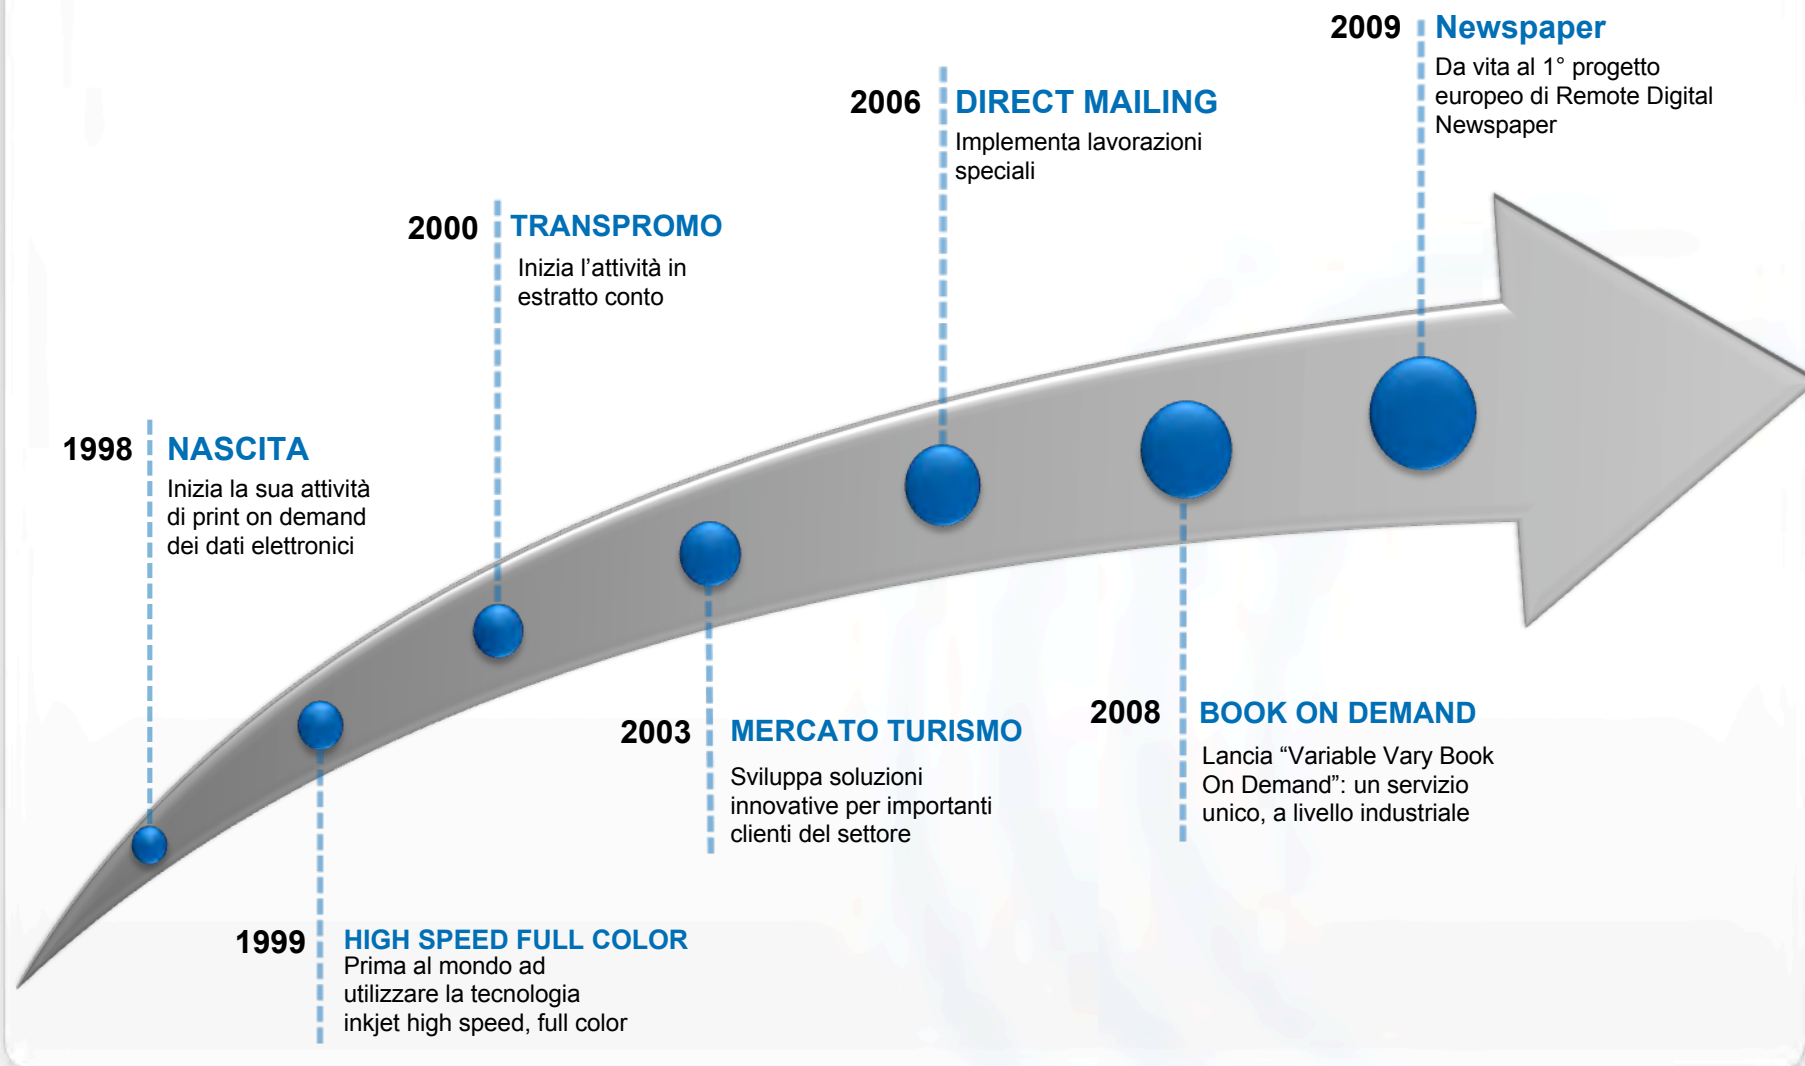 1998
NASCITA
Inizia la sua attività
di print on demand
dei dati elettronici
1999
HIGH SPEED FULL COLOR
Prima al mondo ad
utilizzare la tecnologia
inkjet high speed, full color
2000
TRANSPROMO
Inizia l’attività in
estratto conto
2003
MERCATO TURISMO
Sviluppa soluzioni
innovative per importanti
clienti del settore
2006
DIRECT MAILING
Implementa lavorazioni
speciali
2008
BOOK ON DEMAND
Lancia “Variable Vary Book
On Demand”: un servizio
unico, a livello industriale
2009
Newspaper
Da vita al 1° progetto
europeo di Remote Digital
Newspaper